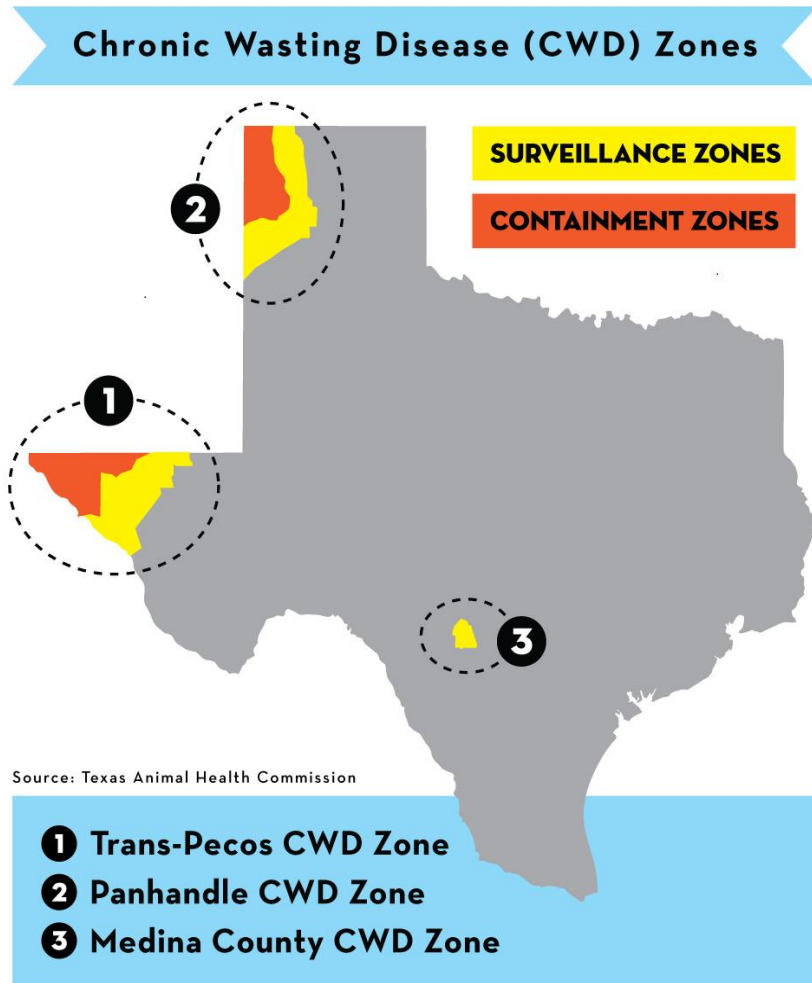 Chronic Wasting Disease (CWD) Zones
SURVEILLANCE ZONES
CONTAINMENT ZONES
2
1
3
Source: Texas Animal Health Commission
1 Trans-Pecos CWD Zone
2 Panhandle CWD Zone
3 Medina County CWD Zone